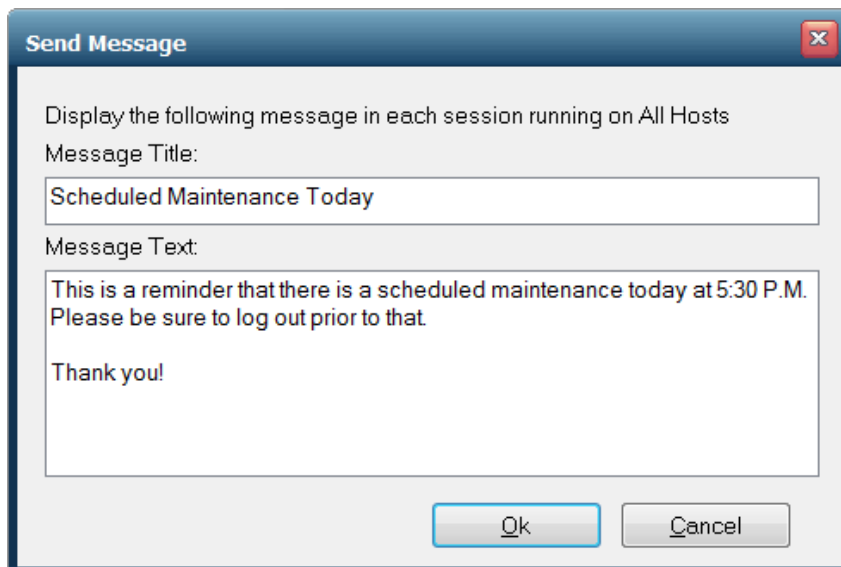 Send Message
Display the following message in each session running on All Hosts
Message Title:
Scheduled Maintenance Today
Message Text:
This is a reminder that there is a scheduled maintenance today at 5:30 P.M.
Please be sure to log out prior to that.
Thank you!
Ok
Cancel